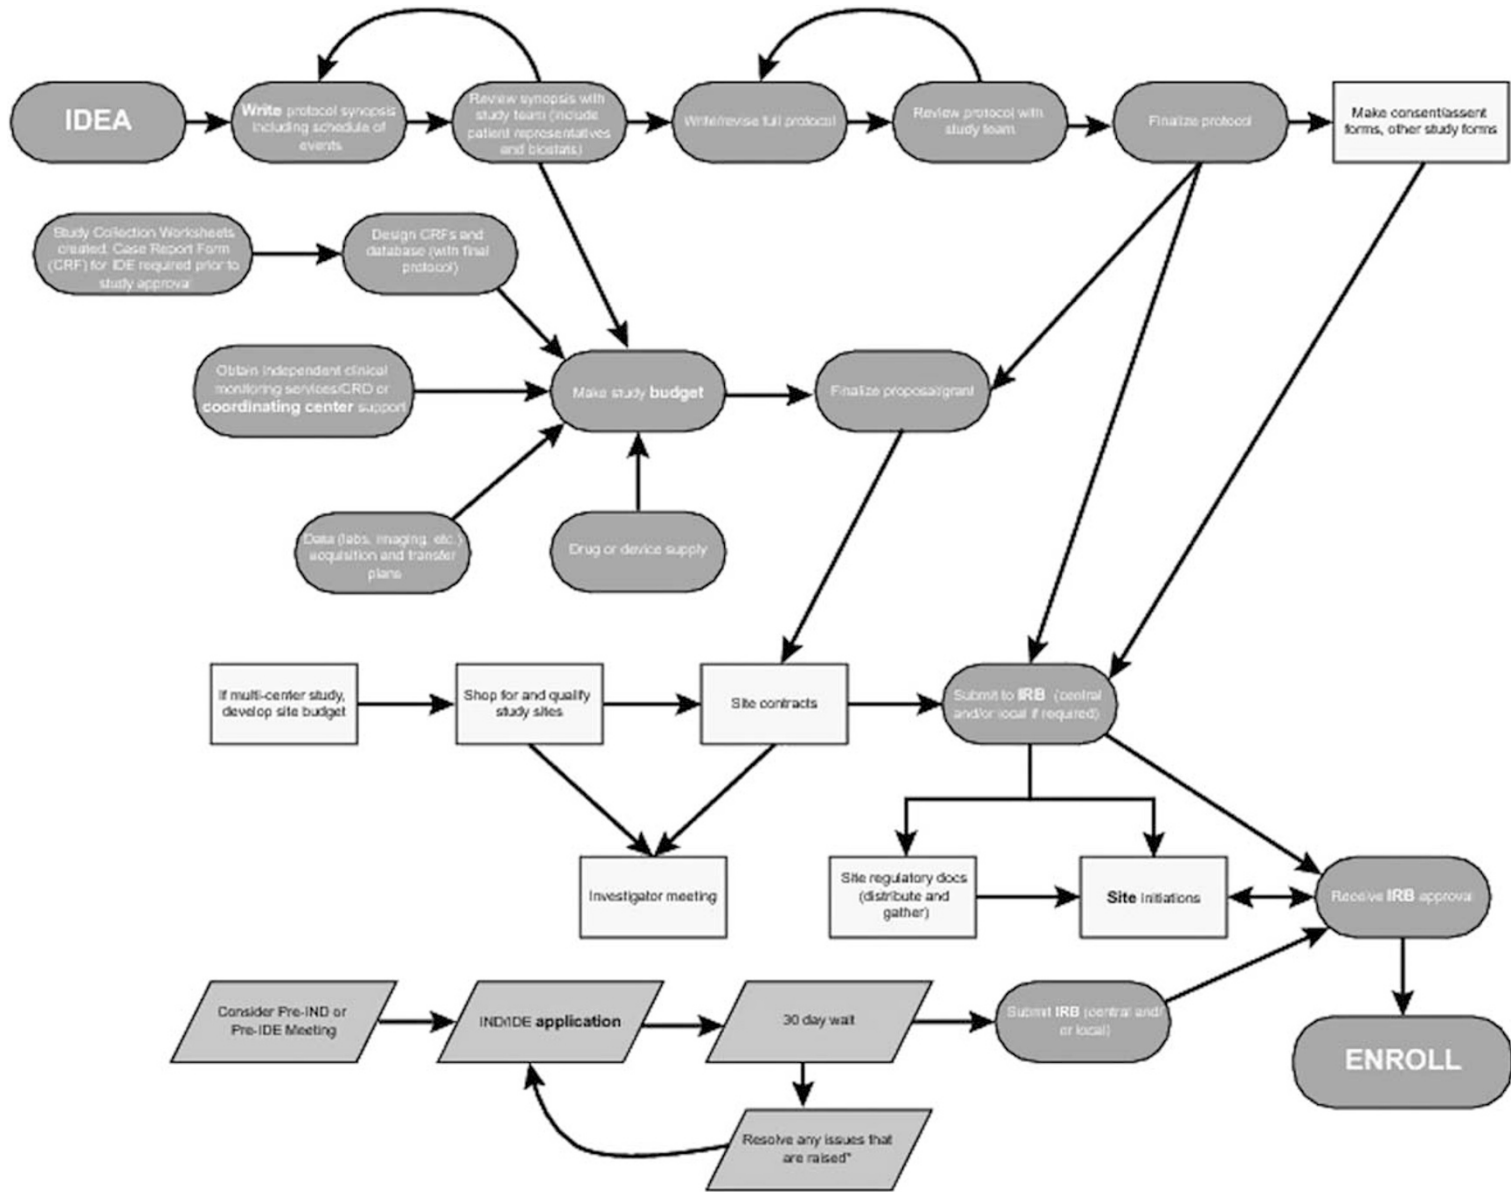 IDEA
Write protocol synopsis
including schedule of
events
Review synopsis with
study team (include
patient representatives
and biostats)
Write/revise full protocol
Review protocol with
study team
Finalize protocol
Make consent/assent
forms, other study forms
Study Collection Worksheets
created. Case Report Form
(CRF) for IDE required prior to
study approval
Design CRFs and
database (with final
protocol)
Obtain independent clinical
monitoring services/CRO or
coordinating center support
Make study budget
Finalize proposal/grant
Data (labs, imaging, etc.)
acquisition and transfer
plans
Drug or device supply
If multi-center study,
develop site budget
Shop for and qualify
study sites
Site contracts
Submit to IRB (central
and/or local if required)
Investigator meeting
Site regulatory docs
(distribute and
gather)
Site initiations
Receive IRB approval
Consider Pre-IND or
Pre-IDE Meeting
IND/IDE application
30 day wait
Submit IRB (central and/
or local)
ENROLL
Resolve any issues that
are raised*